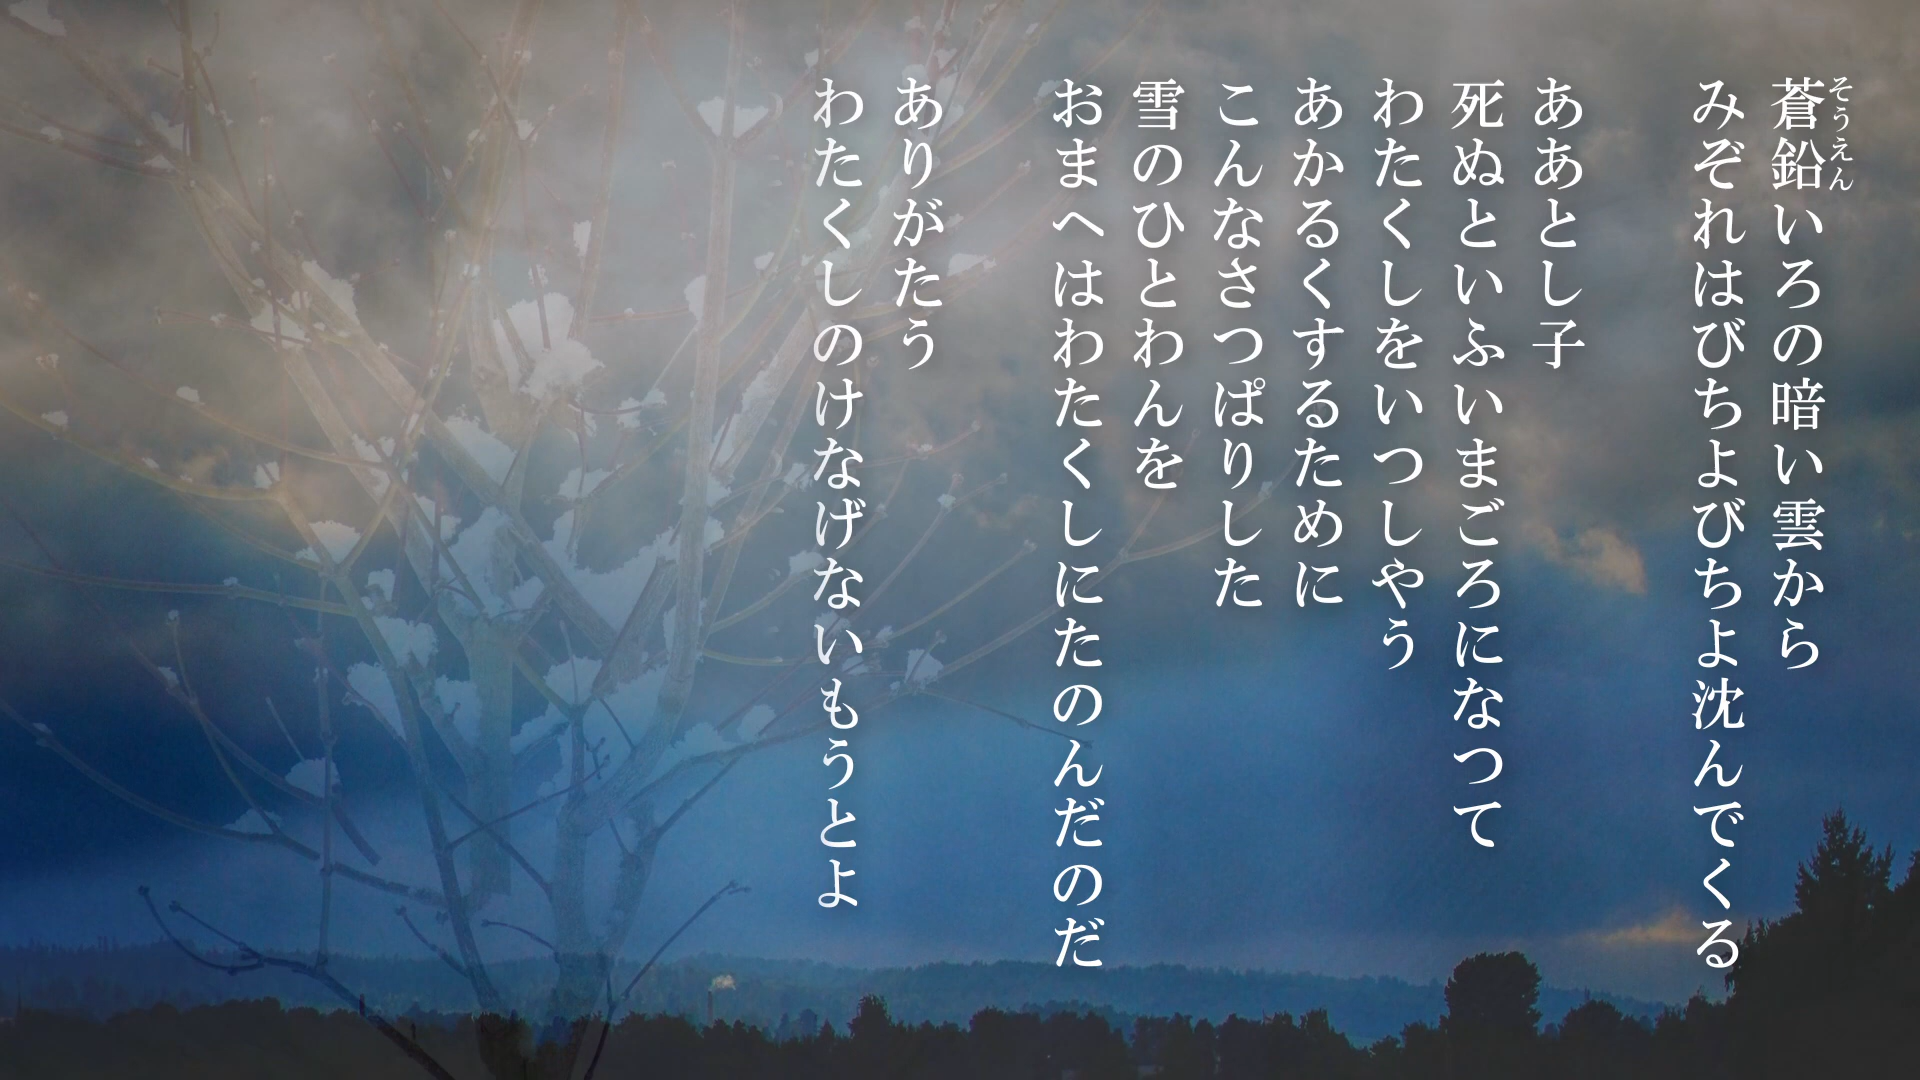 蒼鉛いろの暗い雲から
みぞれはびちよびちよ沈んでくる
ああとし子
死ぬといふいまごろになつて
わたくしをいつしやう
あかるくするために
こんなさつぱりした
雪のひとわんを
おまへはわたくしにたのんだのだ
ありがたう
わたくしのけなげないもうとよ
そうえん